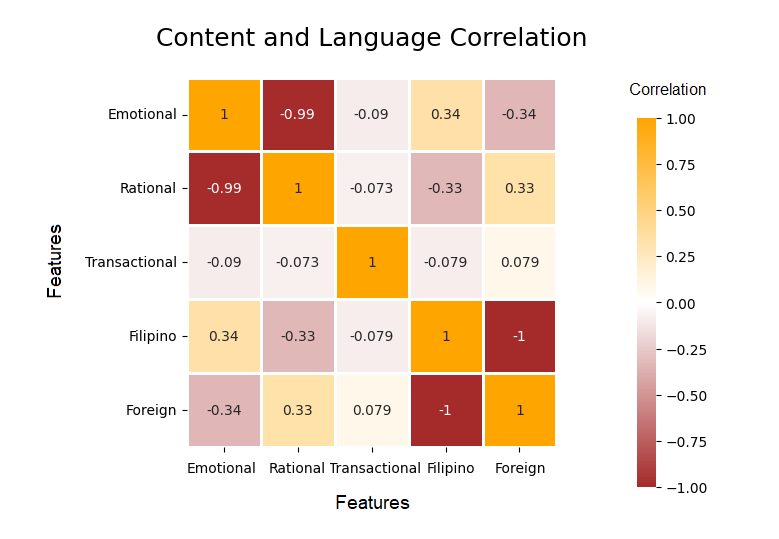 Content and Language Correlation
Correlation
Emotional 1 -0.99 -0.09 0.34 -0.34
Rational -0.99 1 -0.073 -0.33 0.33
Transactional -0.09 -0.073 1 -0.079 0.079
Filipino 0.34 -0.33 -0.079 1 -1
Foreign -0.34 0.33 0.079 -1 1
Emotional Rational Transactional Filipino Foreign
Features
Features
1.00
0.75
0.50
0.25
0.00
−0.25
−0.50
−0.75
−1.00